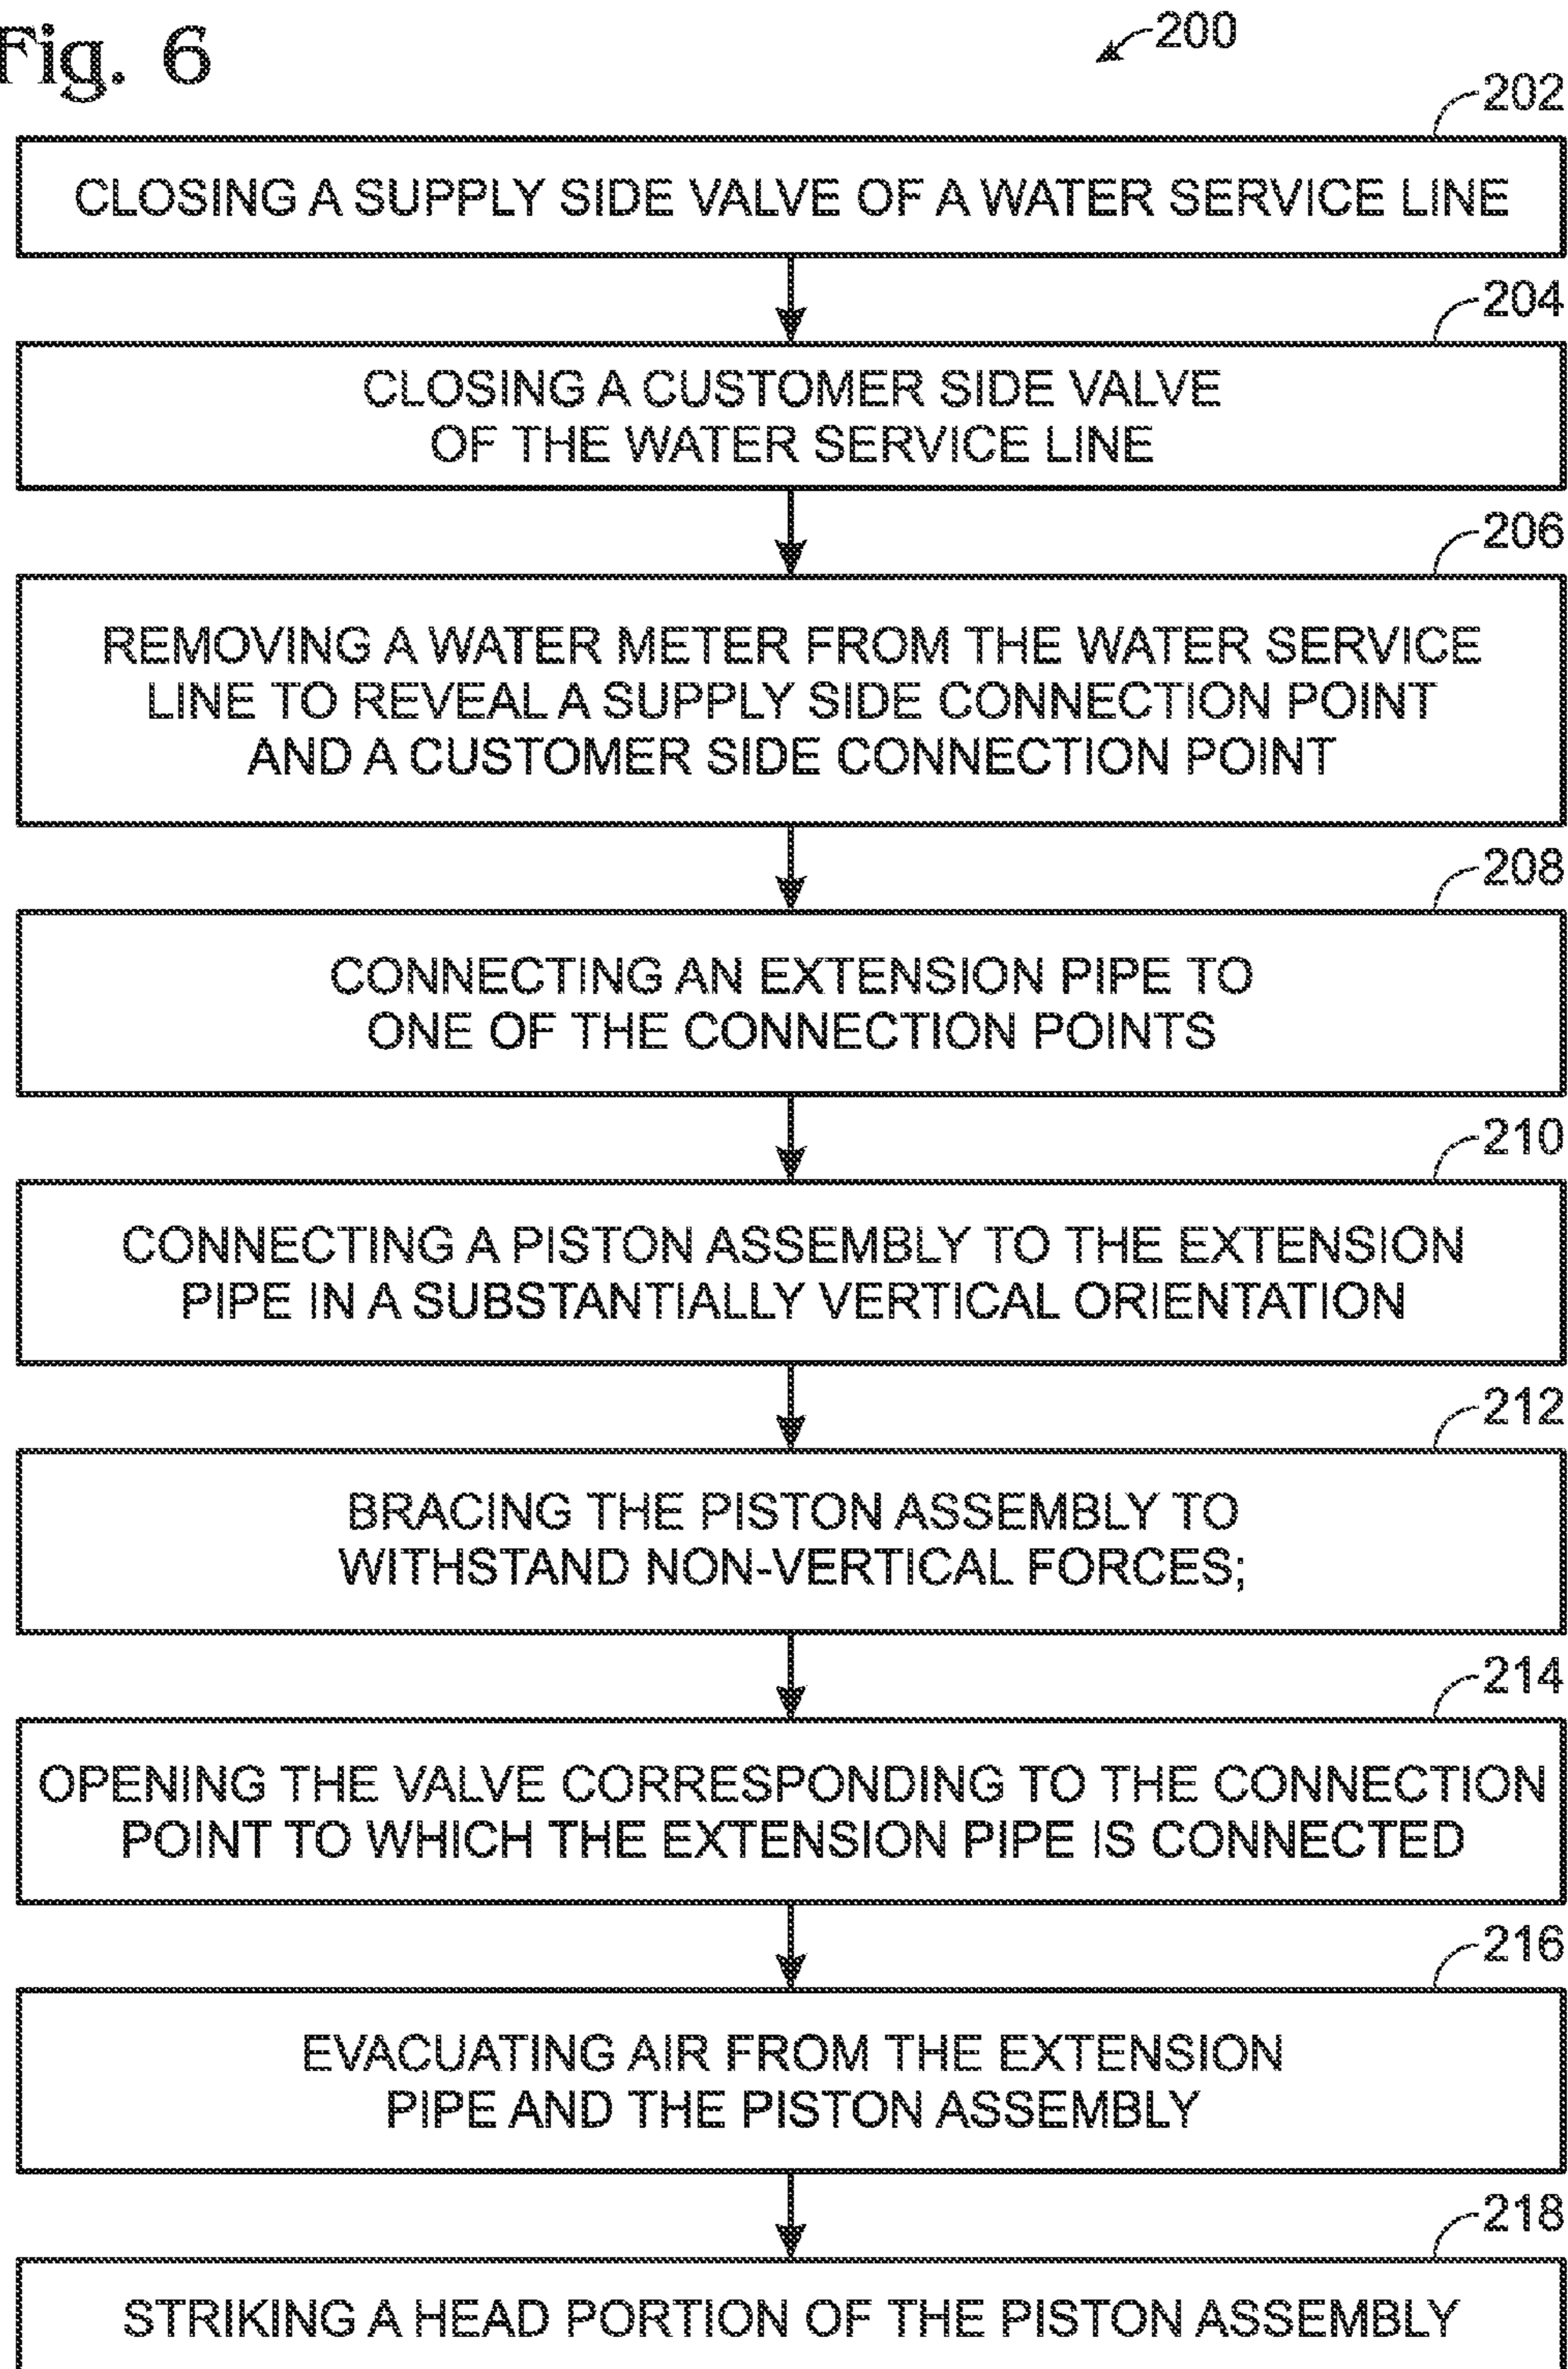 Fig. 6
200
202
CLOSING A SUPPLY SIDE VALVE OF A WATER SERVICE LINE
204
CLOSING A CUSTOMER SIDE VALVE
OF THE WATER SERVICE LINE
206
REMOVING A WATER METER FROM THE WATER SERVICE
LINE TO REVEAL A SUPPLY SIDE CONNECTION POINT
AND A CUSTOMER SIDE CONNECTION POINT
208
CONNECTING AN EXTENSION PIPE TO
ONE OF THE CONNECTION POINTS
210
CONNECTING A PISTON ASSEMBLY TO THE EXTENSION
PIPE IN A SUBSTANTIALLY VERTICAL ORIENTATION
212
BRACING THE PISTON ASSEMBLY TO
WITHSTAND NON-VERTICAL FORCES;
214
OPENING THE VALVE CORRESPONDING TO THE CONNECTION
POINT TO WHICH THE EXTENSION PIPE IS CONNECTED
216
EVACUATING AIR FROM THE EXTENSION
PIPE AND THE PISTON ASSEMBLY
218
STRIKING A HEAD PORTION OF THE PISTON ASSEMBLY